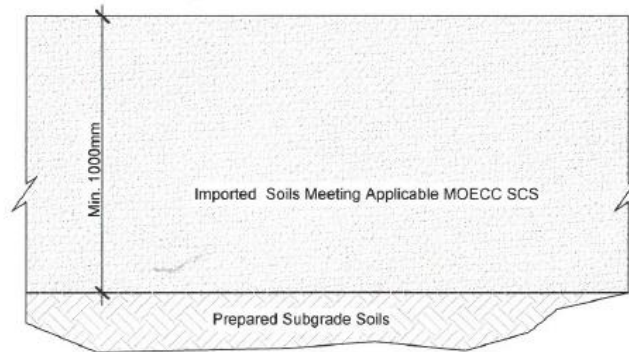 Min. 1000mm
Imported Soils Meeting Applicable MOECC SCS
Prepared Subgrade Soils